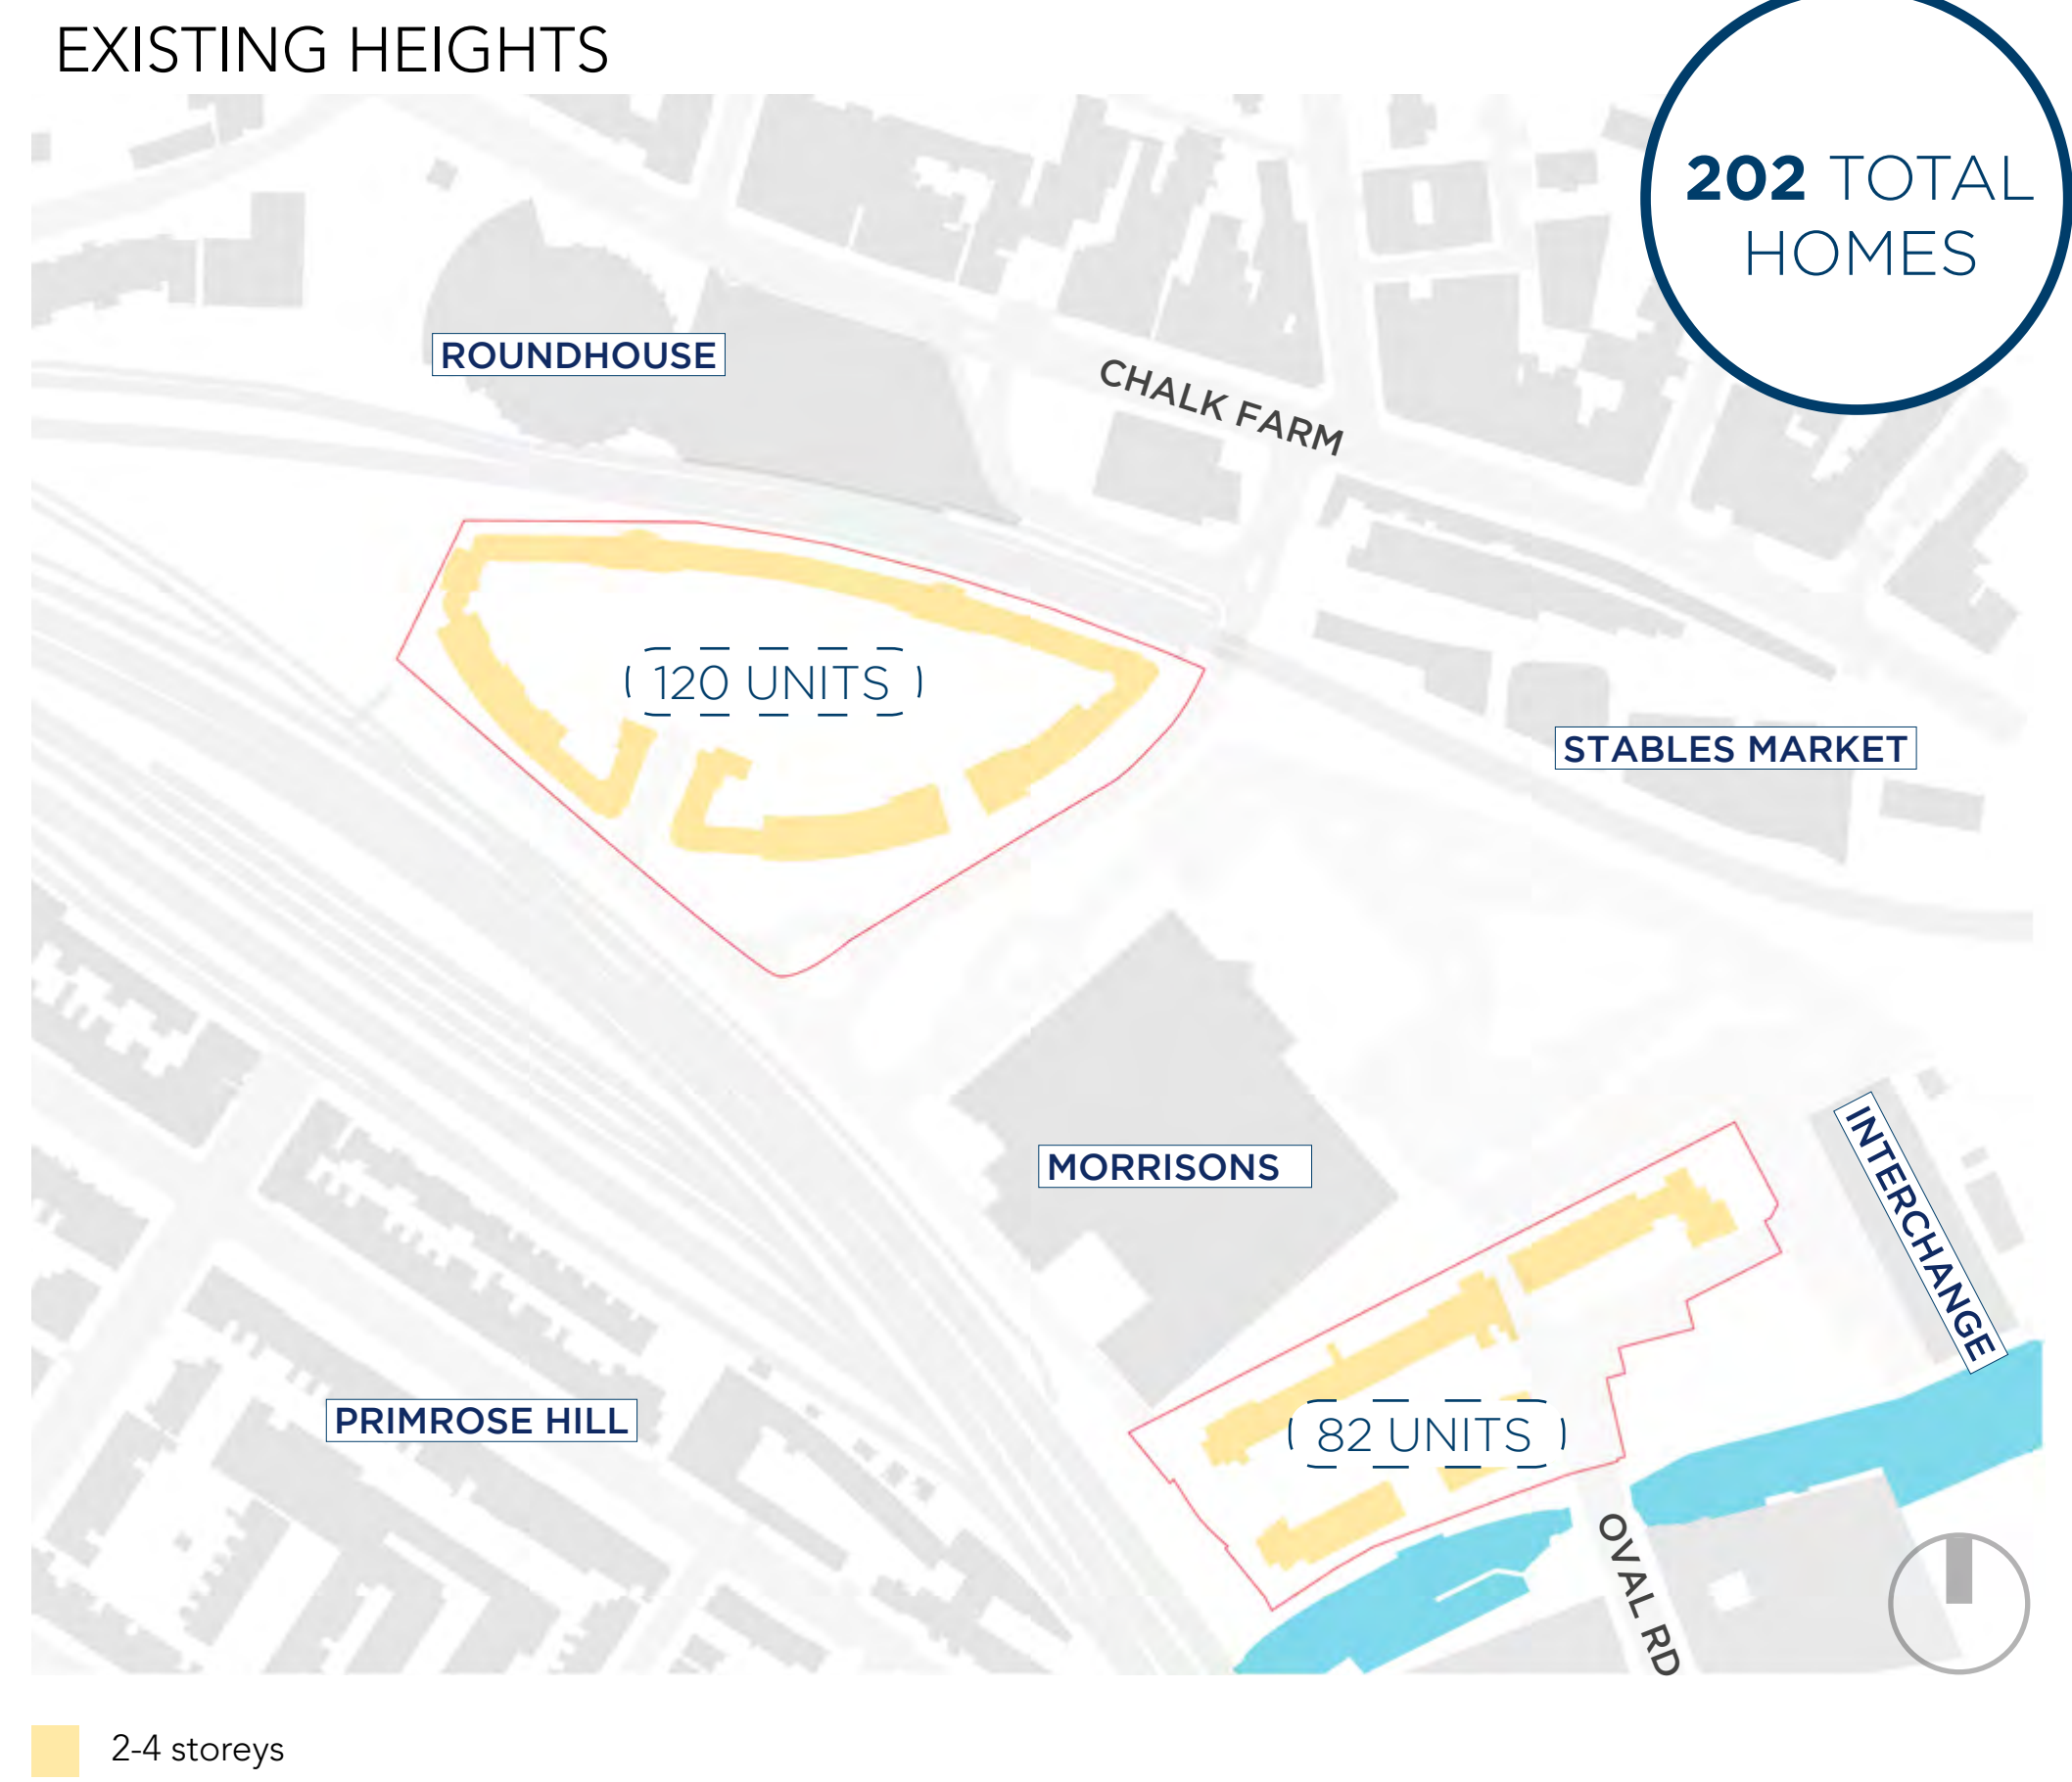 EXISTING HEIGHTS
202 TOTAL
HOMES
ROUNDHOUSE
CHALK FARM
120 UNITS
STABLES MARKET
MORRISONS
INTERCHANGE
PRIMROSE HILL
82 UNITS
OVAL RD
2-4 storeys